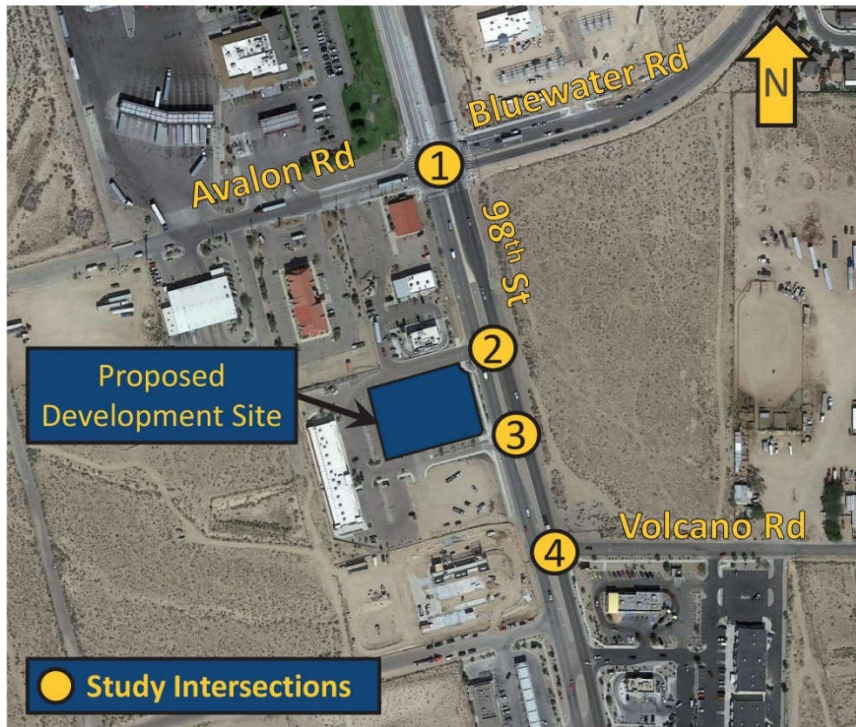 N
Bluewater Rd
Avalon Rd
1
98th St
2
Proposed
Development Site
3
Volcano Rd
4
Study Intersections